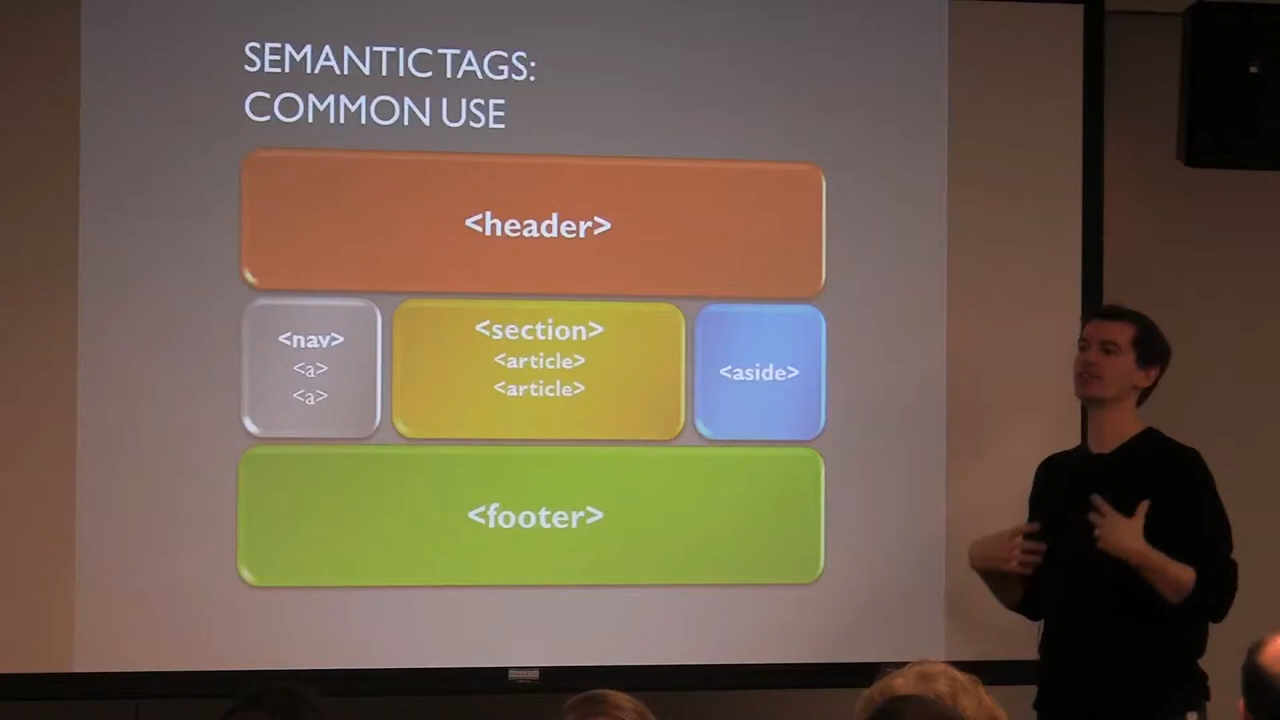 SEMANTIC TAGS:
COMMON USE
<header>
<nav>
<a>
<a>
<section>
<article>
<article>
<aside>
<footer>